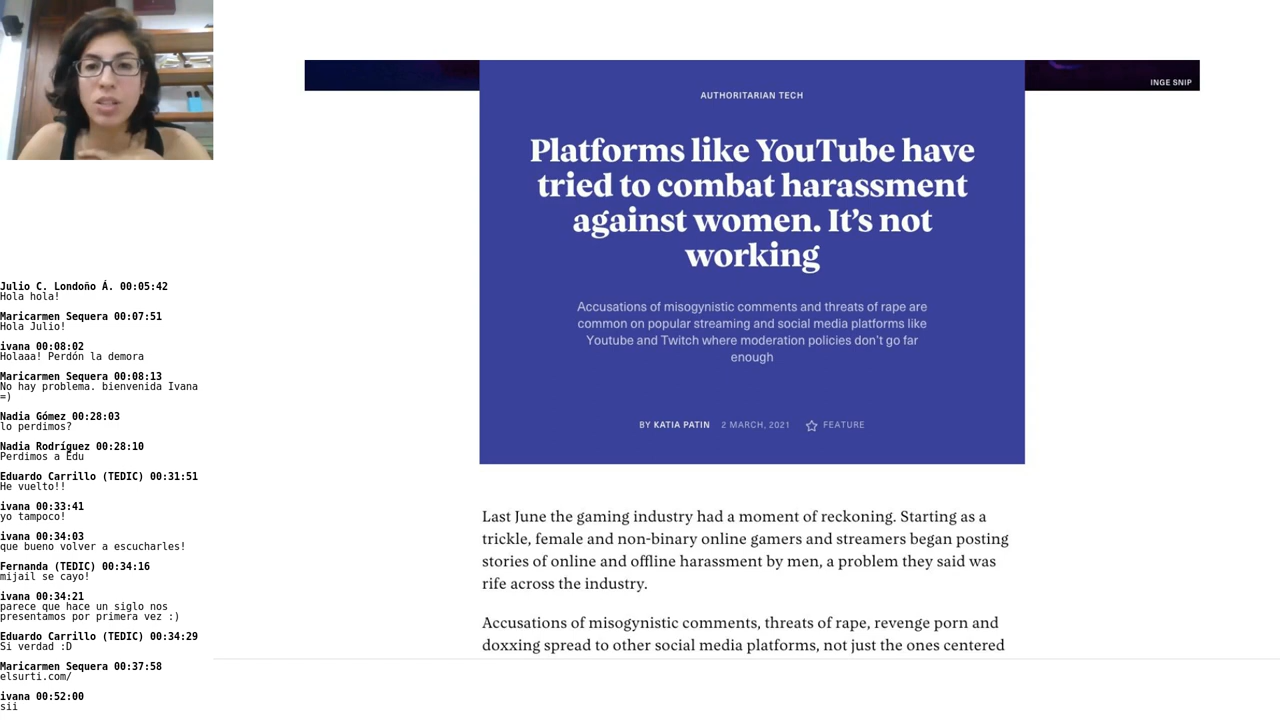 INGE SNIP
AUTHORITARIAN TECH
Platforms like YouTube have
tried to combat harassment
against women. It’s not
working
Accusations of misogynistic comments and threats of rape are
common on popular streaming and social media platforms like
Youtube and Twitch where moderation policies don’t go far
enough
BY KATIA PATIN 2 MARCH, 2021 FEATURE
Last June the gaming industry had a moment of reckoning. Starting as a
trickle, female and non-binary online gamers and streamers began posting
stories of online and offline harassment by men, a problem they said was
rife across the industry.
Accusations of misogynistic comments, threats of rape, revenge porn and
doxxing spread to other social media platforms, not just the ones centered
Julio C. Londoño Á. 00:05:42
Hola hola!
Maricarmen Sequera 00:07:51
Hola Julio!
ivana 00:08:02
Holaaa! Perdón la demora
Maricarmen Sequera 00:08:13
No hay problema. bienvenida Ivana
=)
Nadia Gómez 00:28:03
lo perdimos?
Nadia Rodríguez 00:28:10
Perdimos a Edu
Eduardo Carrillo (TEDIC) 00:31:51
He vuelto!!
ivana 00:33:41
yo tampoco!
ivana 00:34:03
que bueno volver a escucharles!
Fernanda (TEDIC) 00:34:16
mijail se cayo!
ivana 00:34:21
parece que hace un siglo nos
presentamos por primera vez :)
Eduardo Carrillo (TEDIC) 00:34:29
Si verdad :D
Maricarmen Sequera 00:37:58
elsurti.com/
ivana 00:52:00
sii